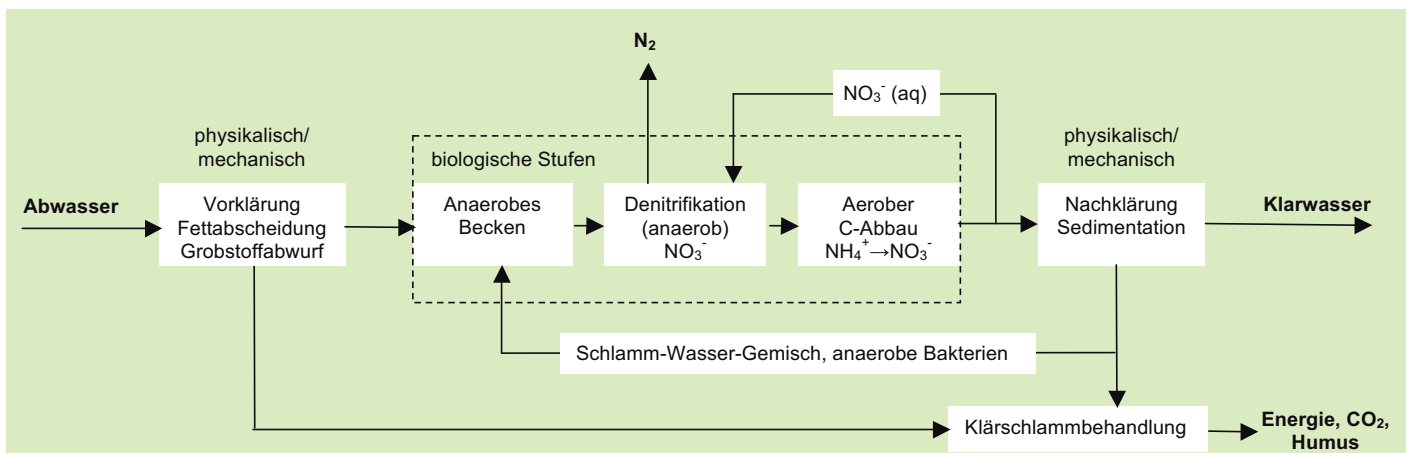 N₂
NO₃⁻ (aq)
physikalisch/
mechanisch
physikalisch/
mechanisch
biologische Stufen
Abwasser
Vorklärung
Fettabscheidung
Grobstoffabwurf
Anaerobes
Becken
Denitrifikation
(anaerob)
NO₃⁻
Aerober
C-Abbau
NH₄⁺→NO₃⁻
Nachklärung
Sedimentation
Klarwasser
Schlamm-Wasser-Gemisch, anaerobe Bakterien
Klärschlammbehandlung
Energie, CO₂,
Humus